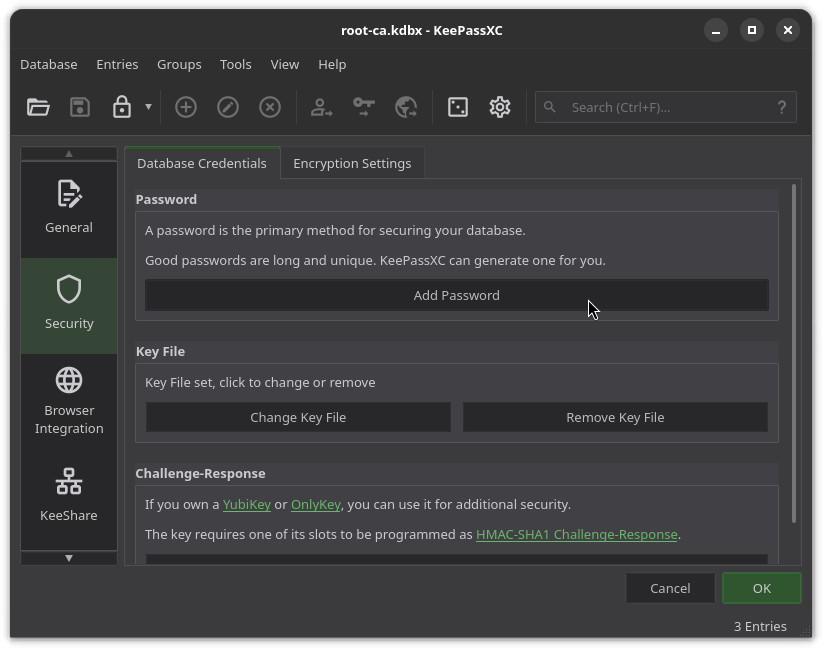 root-ca.kdbx - KeePassXC
Database Entries Groups Tools View Help
Search (Ctrl+F)... ?
Database Credentials Encryption Settings
General
Security
Browser
Integration
KeeShare
Password
A password is the primary method for securing your database.
Good passwords are long and unique. KeePassXC can generate one for you.
Add Password
Key File
Key File set, click to change or remove
Change Key File Remove Key File
Challenge-Response
If you own a YubiKey or OnlyKey, you can use it for additional security.
The key requires one of its slots to be programmed as HMAC-SHA1 Challenge-Response.
Cancel OK
3 Entries